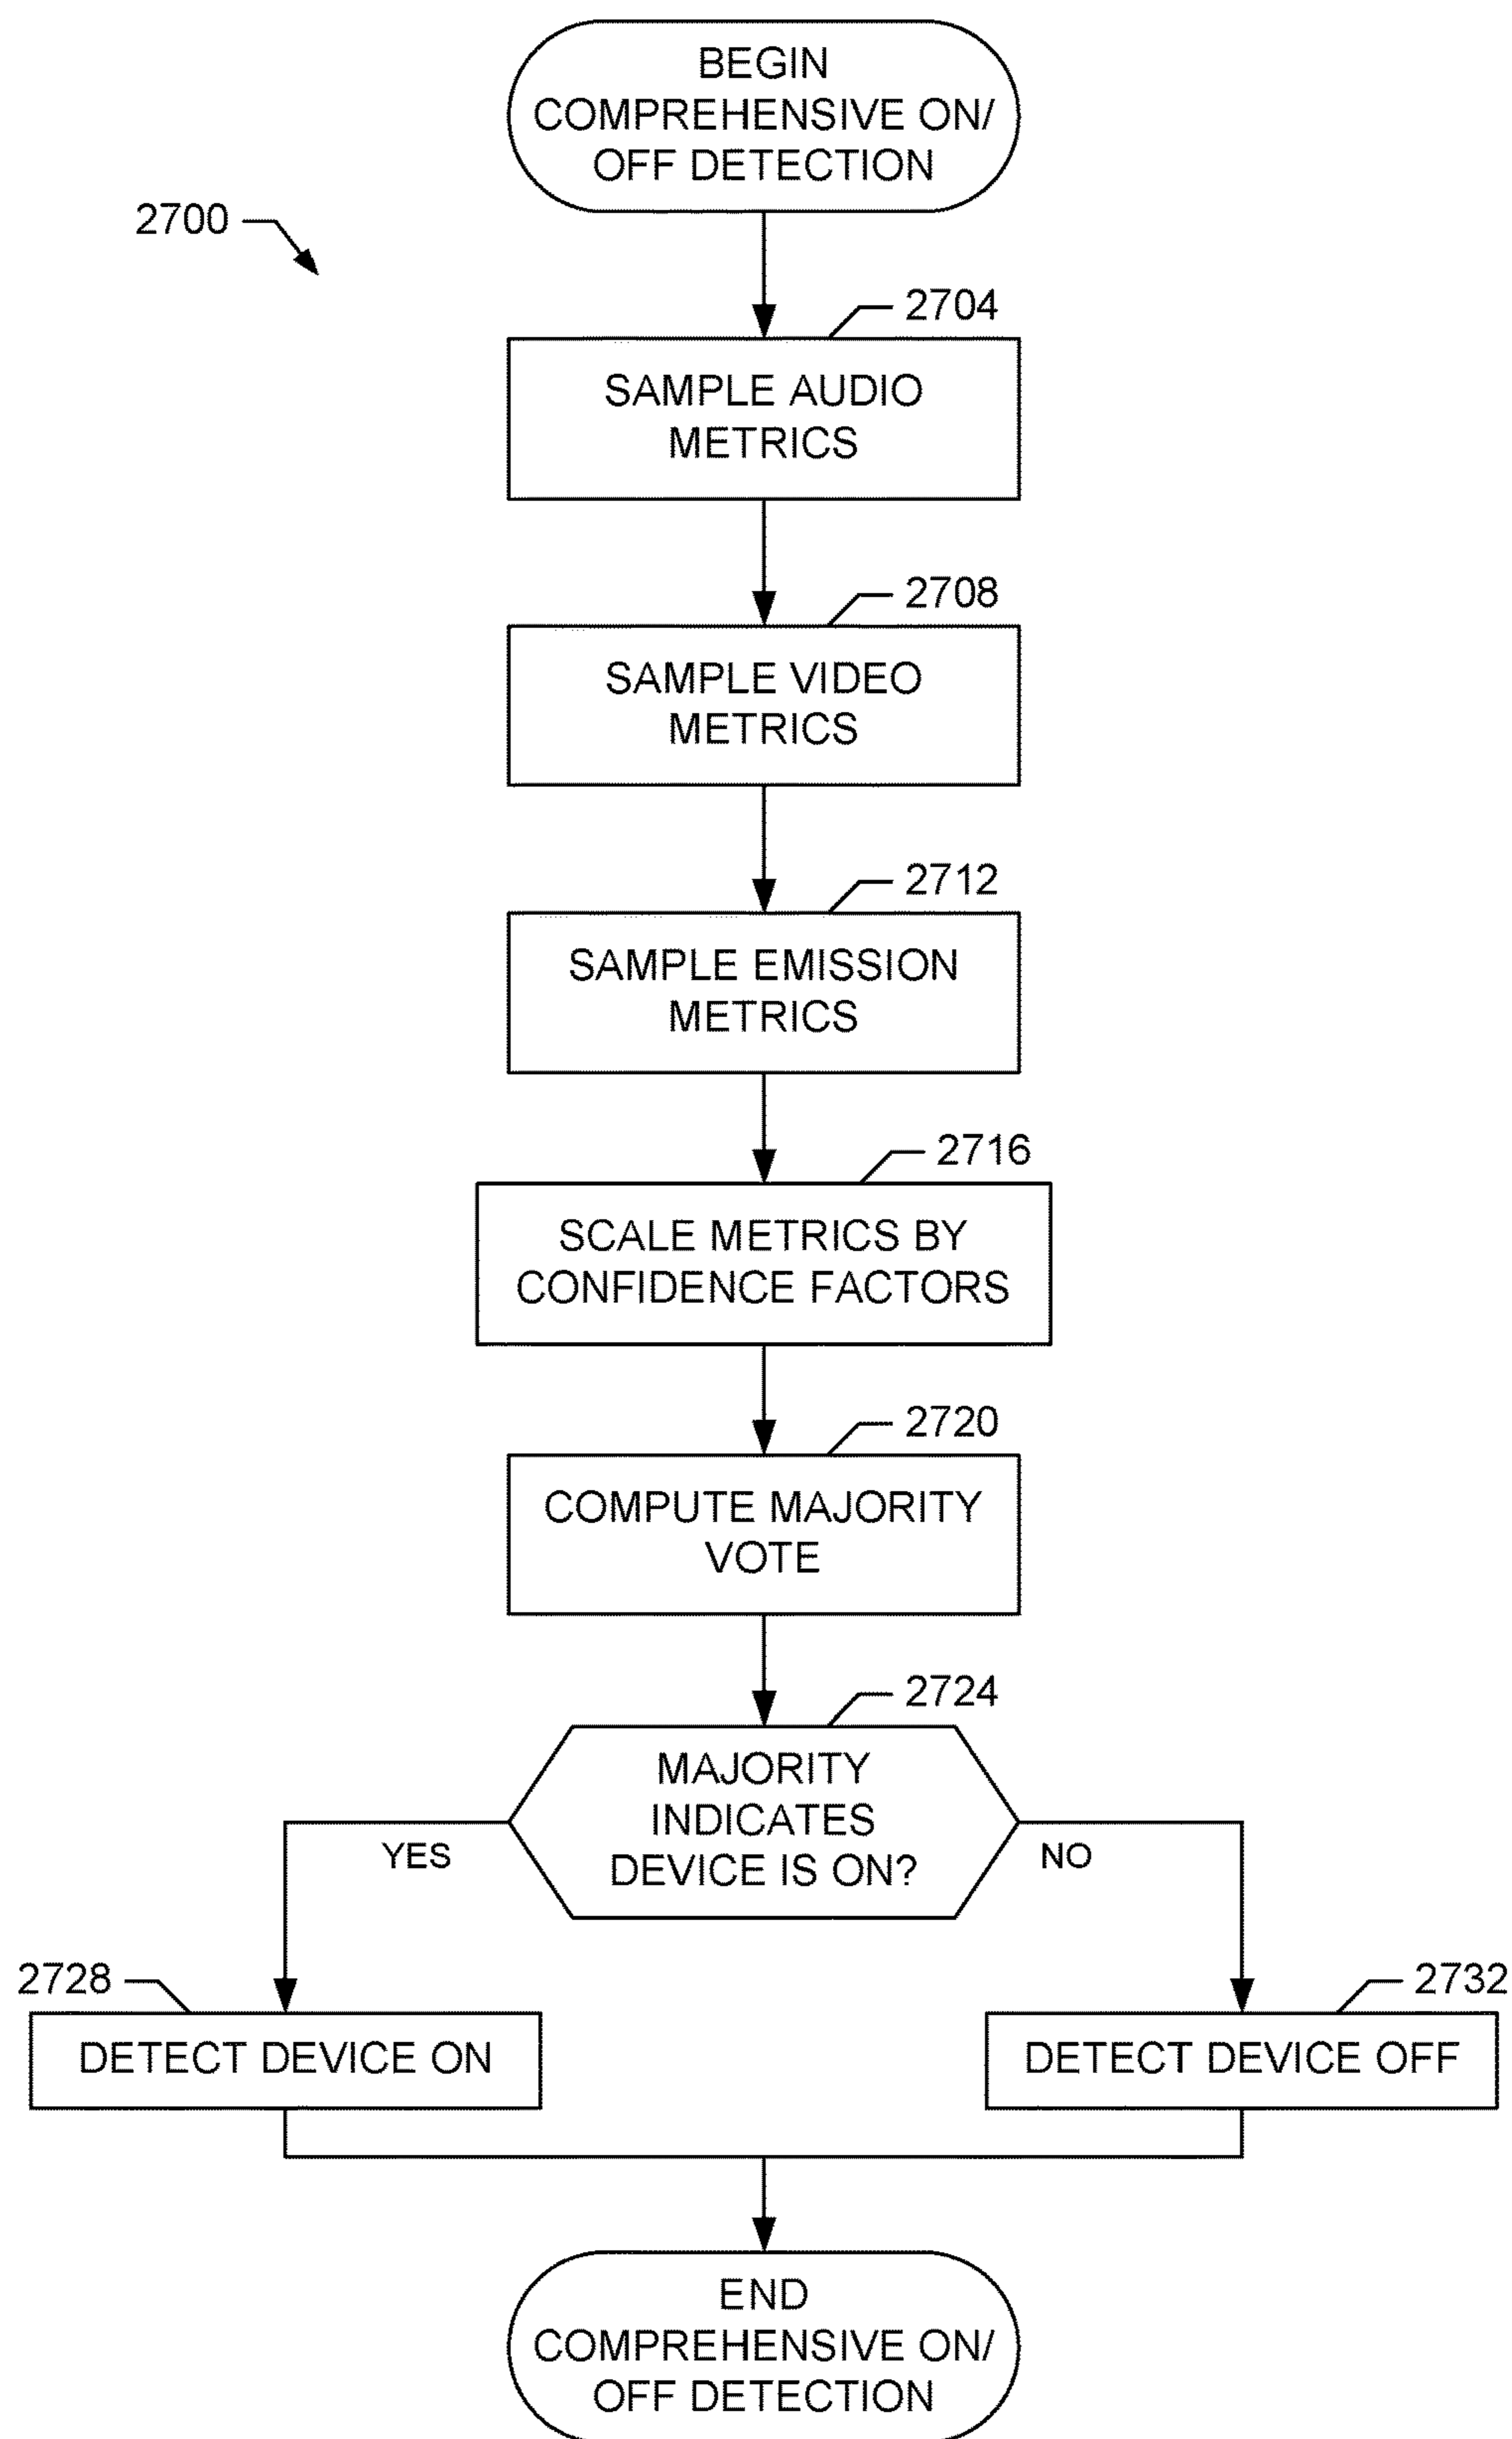 BEGIN
COMPREHENSIVE ON/
OFF DETECTION
2700
2704
SAMPLE AUDIO
METRICS
2708
SAMPLE VIDEO
METRICS
2712
SAMPLE EMISSION
METRICS
2716
SCALE METRICS BY
CONFIDENCE FACTORS
2720
COMPUTE MAJORITY
VOTE
2724
MAJORITY
INDICATES
DEVICE IS ON?
YES
NO
2728
DETECT DEVICE ON
2732
DETECT DEVICE OFF
END
COMPREHENSIVE ON/
OFF DETECTION